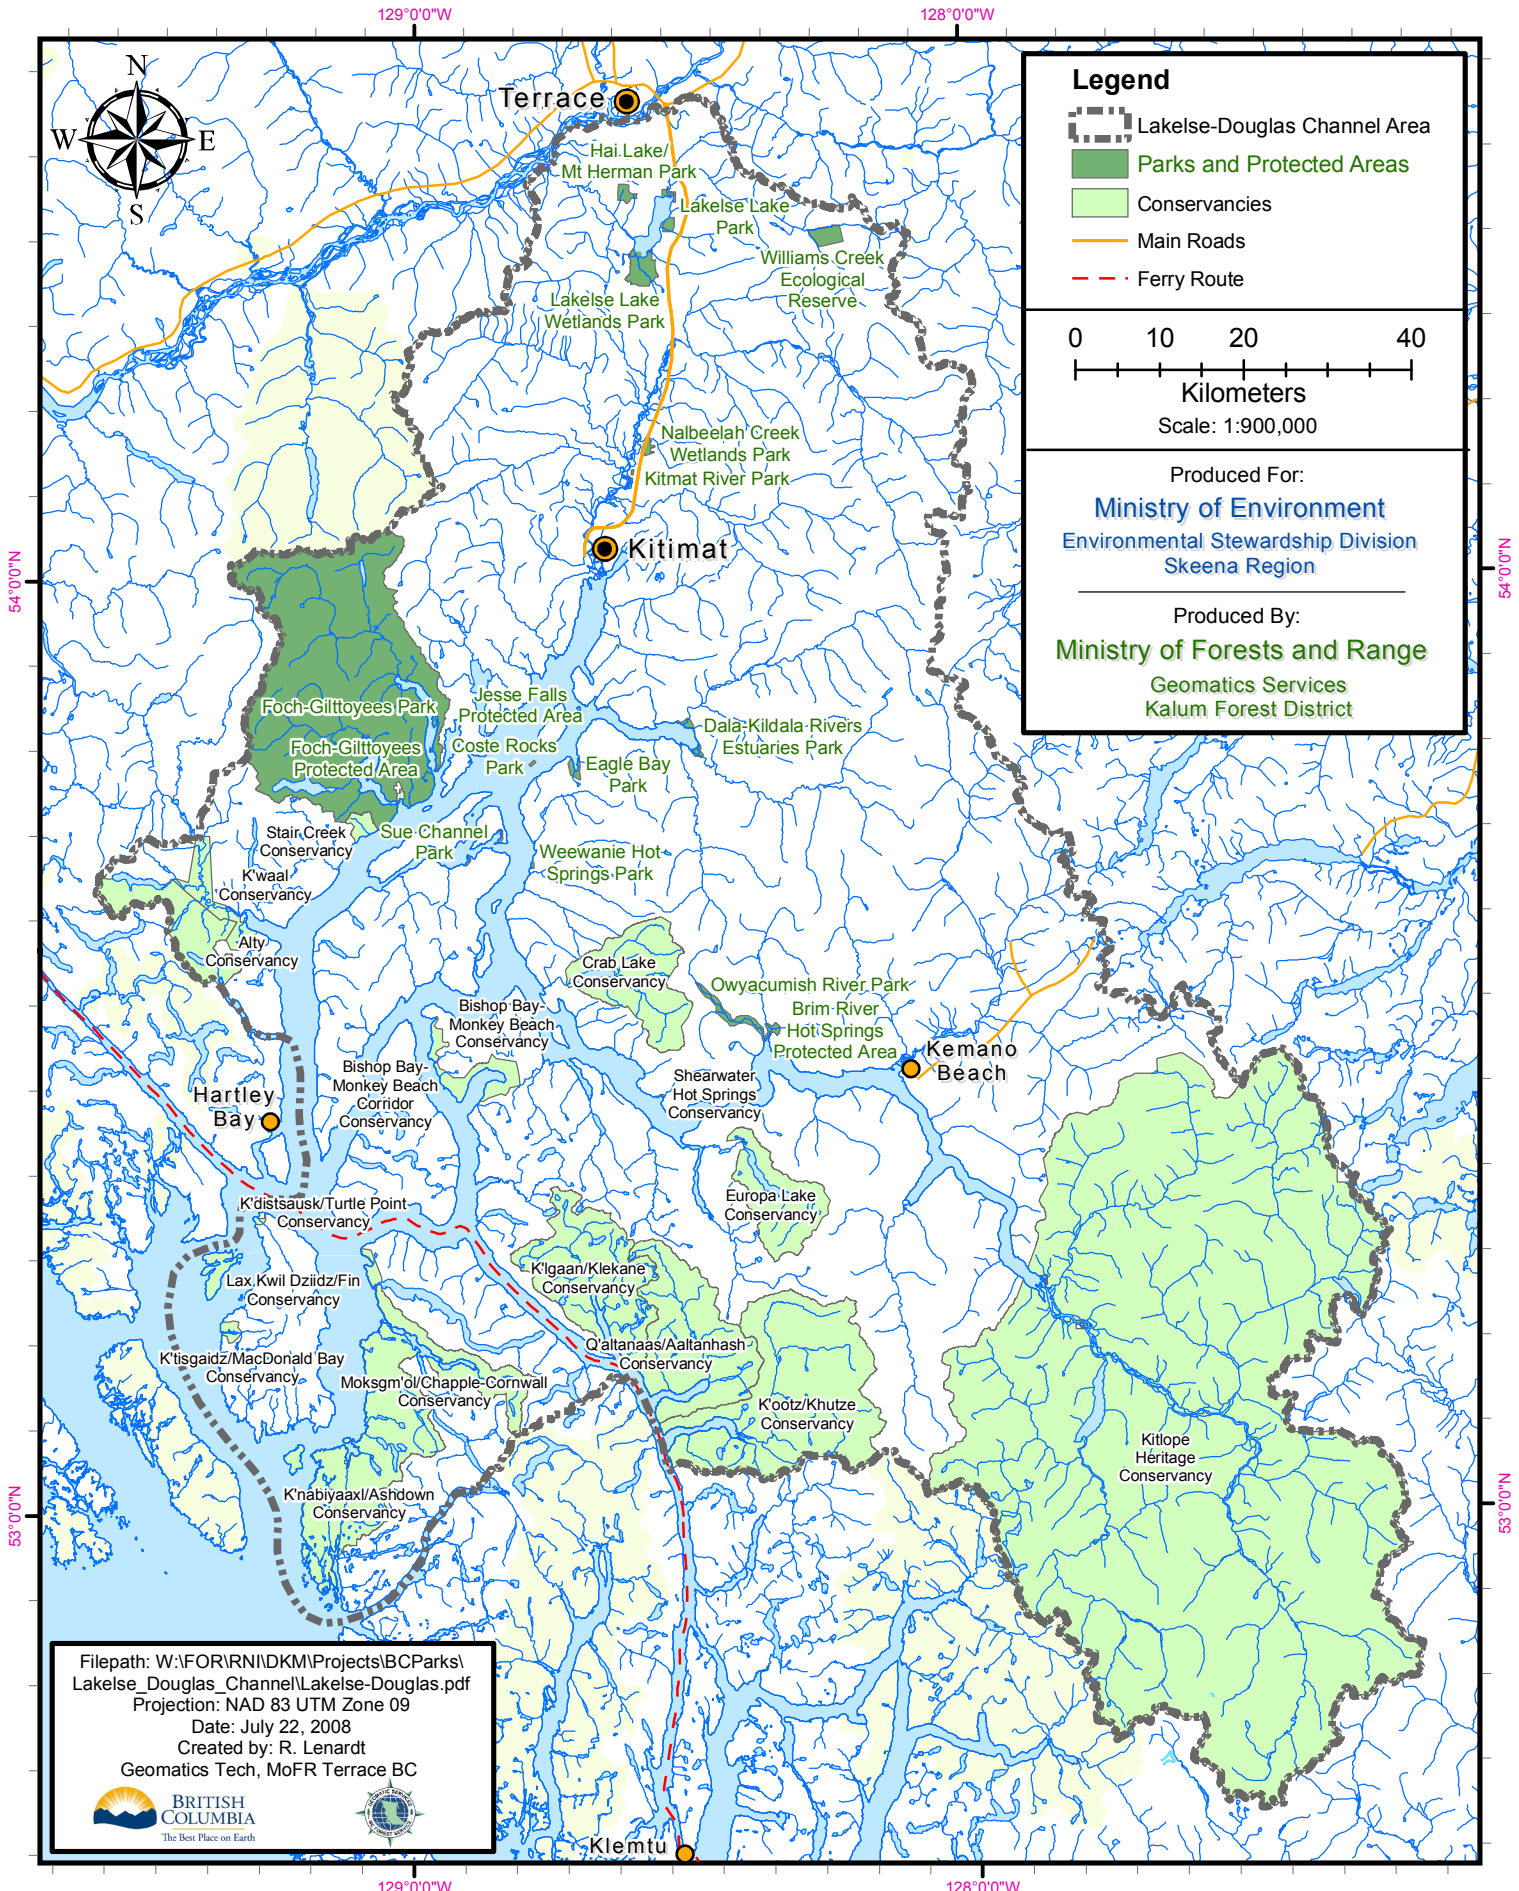 129°0'0"W
128°0'0"W
N
W
E
S
Terrace
Hai Lake/
Mt Herman Park
Lakelse Lake
Park
Williams Creek
Ecological
Reserve
Lakelse Lake
Wetlands Park
Nalbeelah Creek
Wetlands Park
Kitmat River Park
Kitimat
54°0'0"N
54°0'0"N
Legend
Lakelse-Douglas Channel Area
Parks and Protected Areas
Conservancies
Main Roads
Ferry Route
0 10 20 40
Kilometers
Scale: 1:900,000
Produced For:
Ministry of Environment
Environmental Stewardship Division
Skeena Region
Produced By:
Ministry of Forests and Range
Geomatics Services
Kalum Forest District
Foch-Gilttoyees Park
Foch-Gilttoyees
Protected Area
Jesse Falls
Protected Area
Coste Rocks
Park
Dala-Kildala Rivers
Estuaries Park
Eagle Bay
Park
Stair Creek
Conservancy
Sue Channel
Park
Weewanie Hot
Springs Park
K'waal
Conservancy
Alty
Conservancy
Crab Lake
Conservancy
Owyacumish River Park
Brim River
Hot Springs
Protected Area
Bishop Bay-
Monkey Beach
Conservancy
Kemano
Beach
Bishop Bay-
Monkey Beach
Corridor
Conservancy
Shearwater
Hot Springs
Conservancy
Hartley
Bay
K'distsausk/Turtle Point
Conservancy
Europa Lake
Conservancy
Lax Kwil Dziidz/Fin
Conservancy
K'lgaan/Klekane
Conservancy
K'tisgaidz/MacDonald Bay
Conservancy
Q'altanaas/Aaltanhash
Conservancy
Moksgm'ol/Chapple-Cornwall
Conservancy
K'ootz/Khutze
Conservancy
Kitlope
Heritage
Conservancy
K'nabiyaaxl/Ashdown
Conservancy
53°0'0"N
53°0'0"N
Filepath: W:\FOR\RNI\DKM\Projects\BCParks\
Lakelse_Douglas_Channel\Lakelse-Douglas.pdf
Projection: NAD 83 UTM Zone 09
Date: July 22, 2008
Created by: R. Lenardt
Geomatics Tech, MoFR Terrace BC
BRITISH
COLUMBIA
The Best Place on Earth
Klemtu
129°0'0"W
128°0'0"W